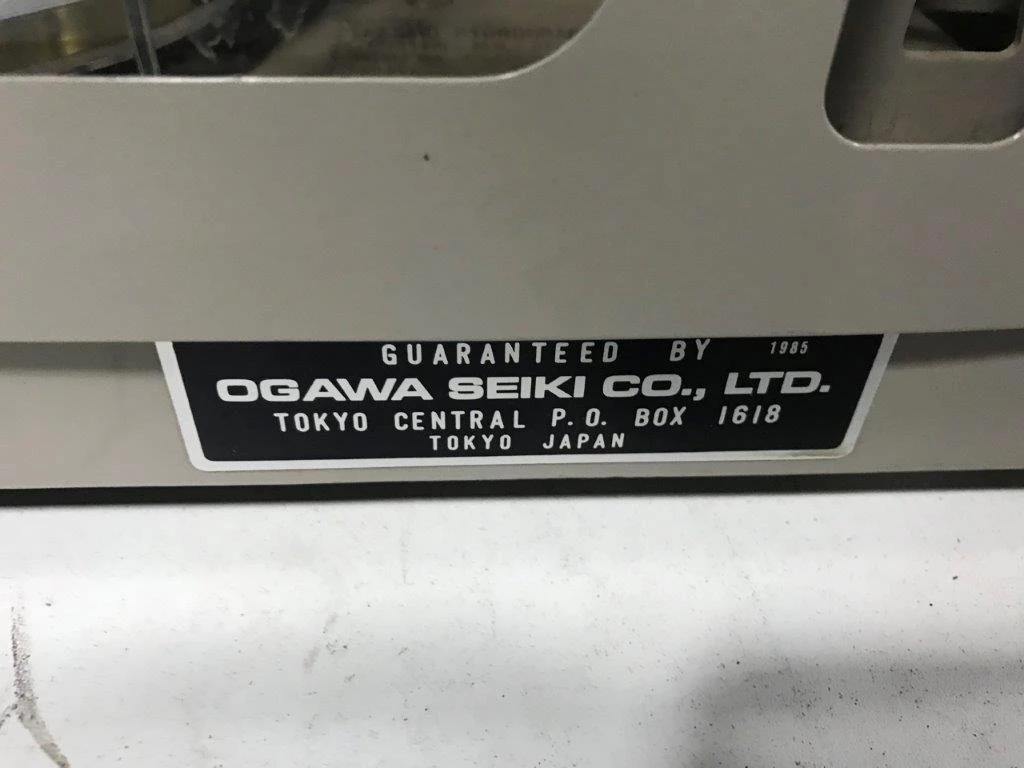 GUARANTEED BY 1985
OGAWA SEIKI CO., LTD.
TOKYO CENTRAL P.O. BOX 1618
TOKYO JAPAN